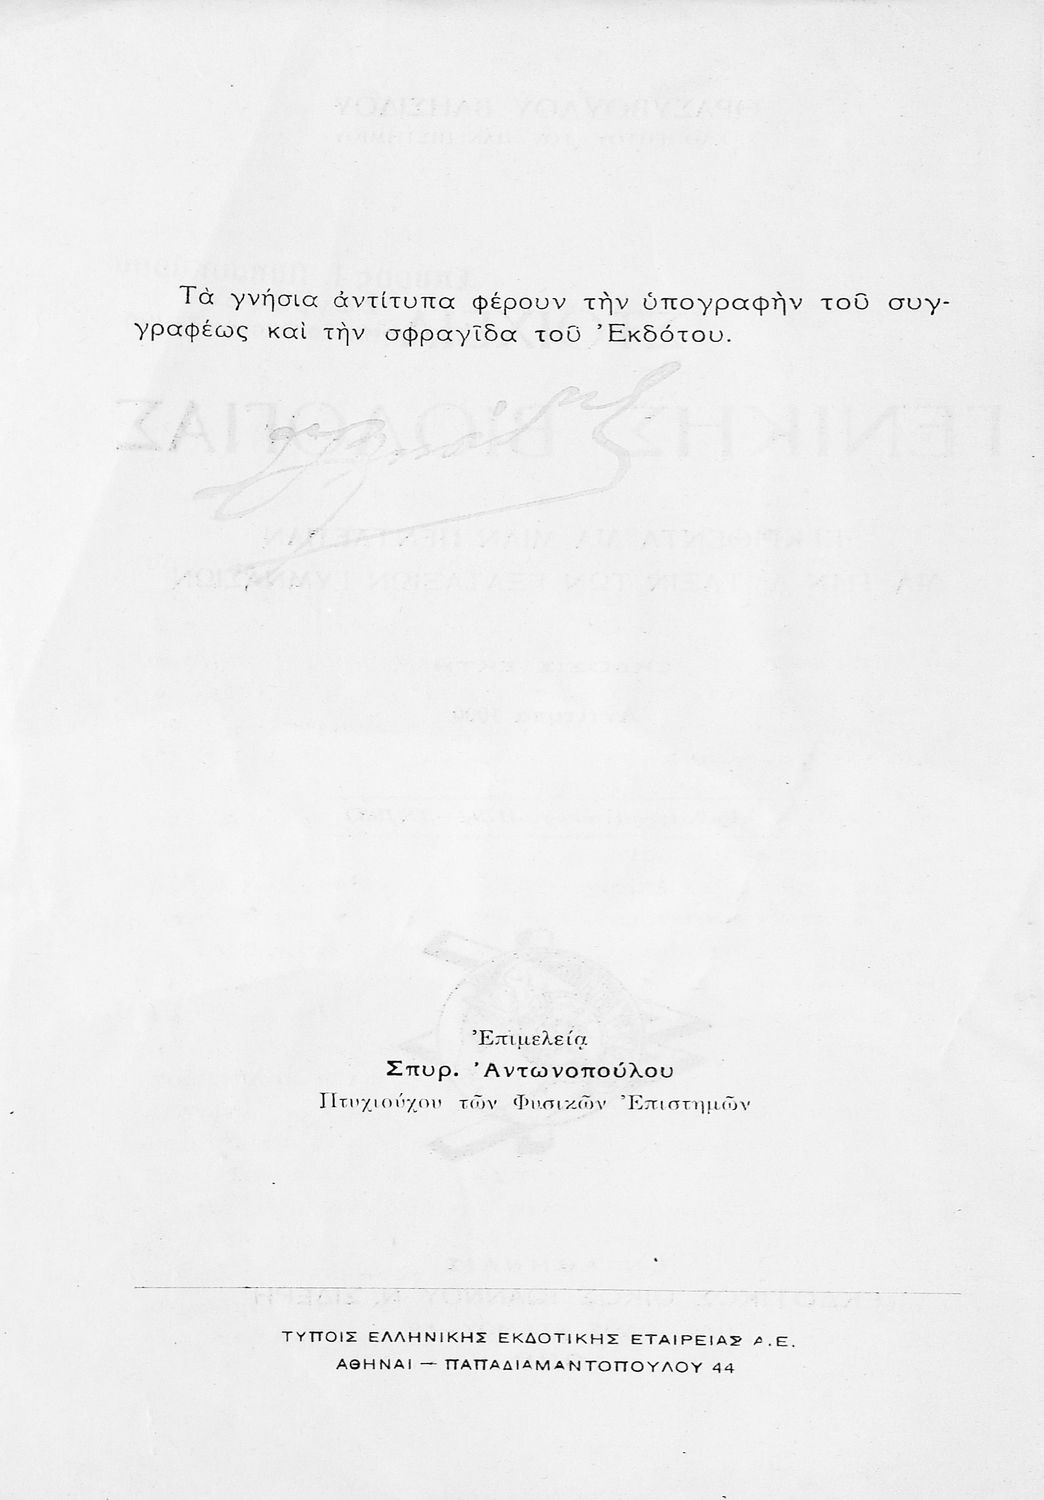 Τὰ γνήσια ἀντίτυπα φέρουν τὴν ὑπογραφὴν τοῦ συγ-
γραφέως καὶ τὴν σφραγῖδα τοῦ Ἐκδότου.
Ἐπιμελείᾳ
Σπυρ. Ἀντωνοπούλου
Πτυχιούχου τῶν Φυσικῶν Ἐπιστημῶν
ΤΥΠΟΙΣ ΕΛΛΗΝΙΚΗΣ ΕΚΔΟΤΙΚΗΣ ΕΤΑΙΡΕΙΑΣ Α.Ε.
ΑΘΗΝΑΙ — ΠΑΠΑΔΙΑΜΑΝΤΟΠΟΥΛΟΥ 44